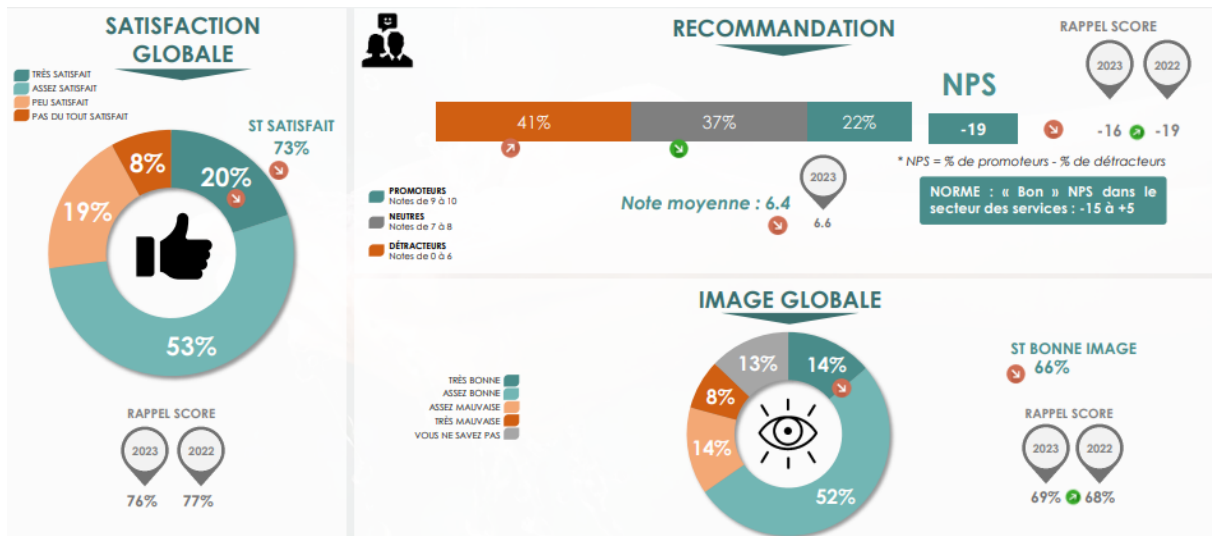 SATISFACTION
GLOBALE
TRÈS SATISFAIT
ASSEZ SATISFAIT
PEU SATISFAIT
PAS DU TOUT SATISFAIT
ST SATISFAIT
73%
8%
20%
19%
53%
RAPPEL SCORE
2023
2022
76%
77%
RECOMMANDATION
RAPPEL SCORE
2023
2022
NPS
41%
37%
22%
-19
-16
-19
* NPS = % de promoteurs - % de détracteurs
PROMOTEURS
Notes de 9 à 10
NEUTRES
Notes de 7 à 8
DÉTRACTEURS
Notes de 0 à 6
Note moyenne : 6.4
2023
6.6
NORME : « Bon » NPS dans le
secteur des services : -15 à +5
IMAGE GLOBALE
TRÈS BONNE
ASSEZ BONNE
ASSEZ MAUVAISE
TRÈS MAUVAISE
VOUS NE SAVEZ PAS
13%
14%
8%
14%
52%
ST BONNE IMAGE
66%
RAPPEL SCORE
2023
2022
69%
68%